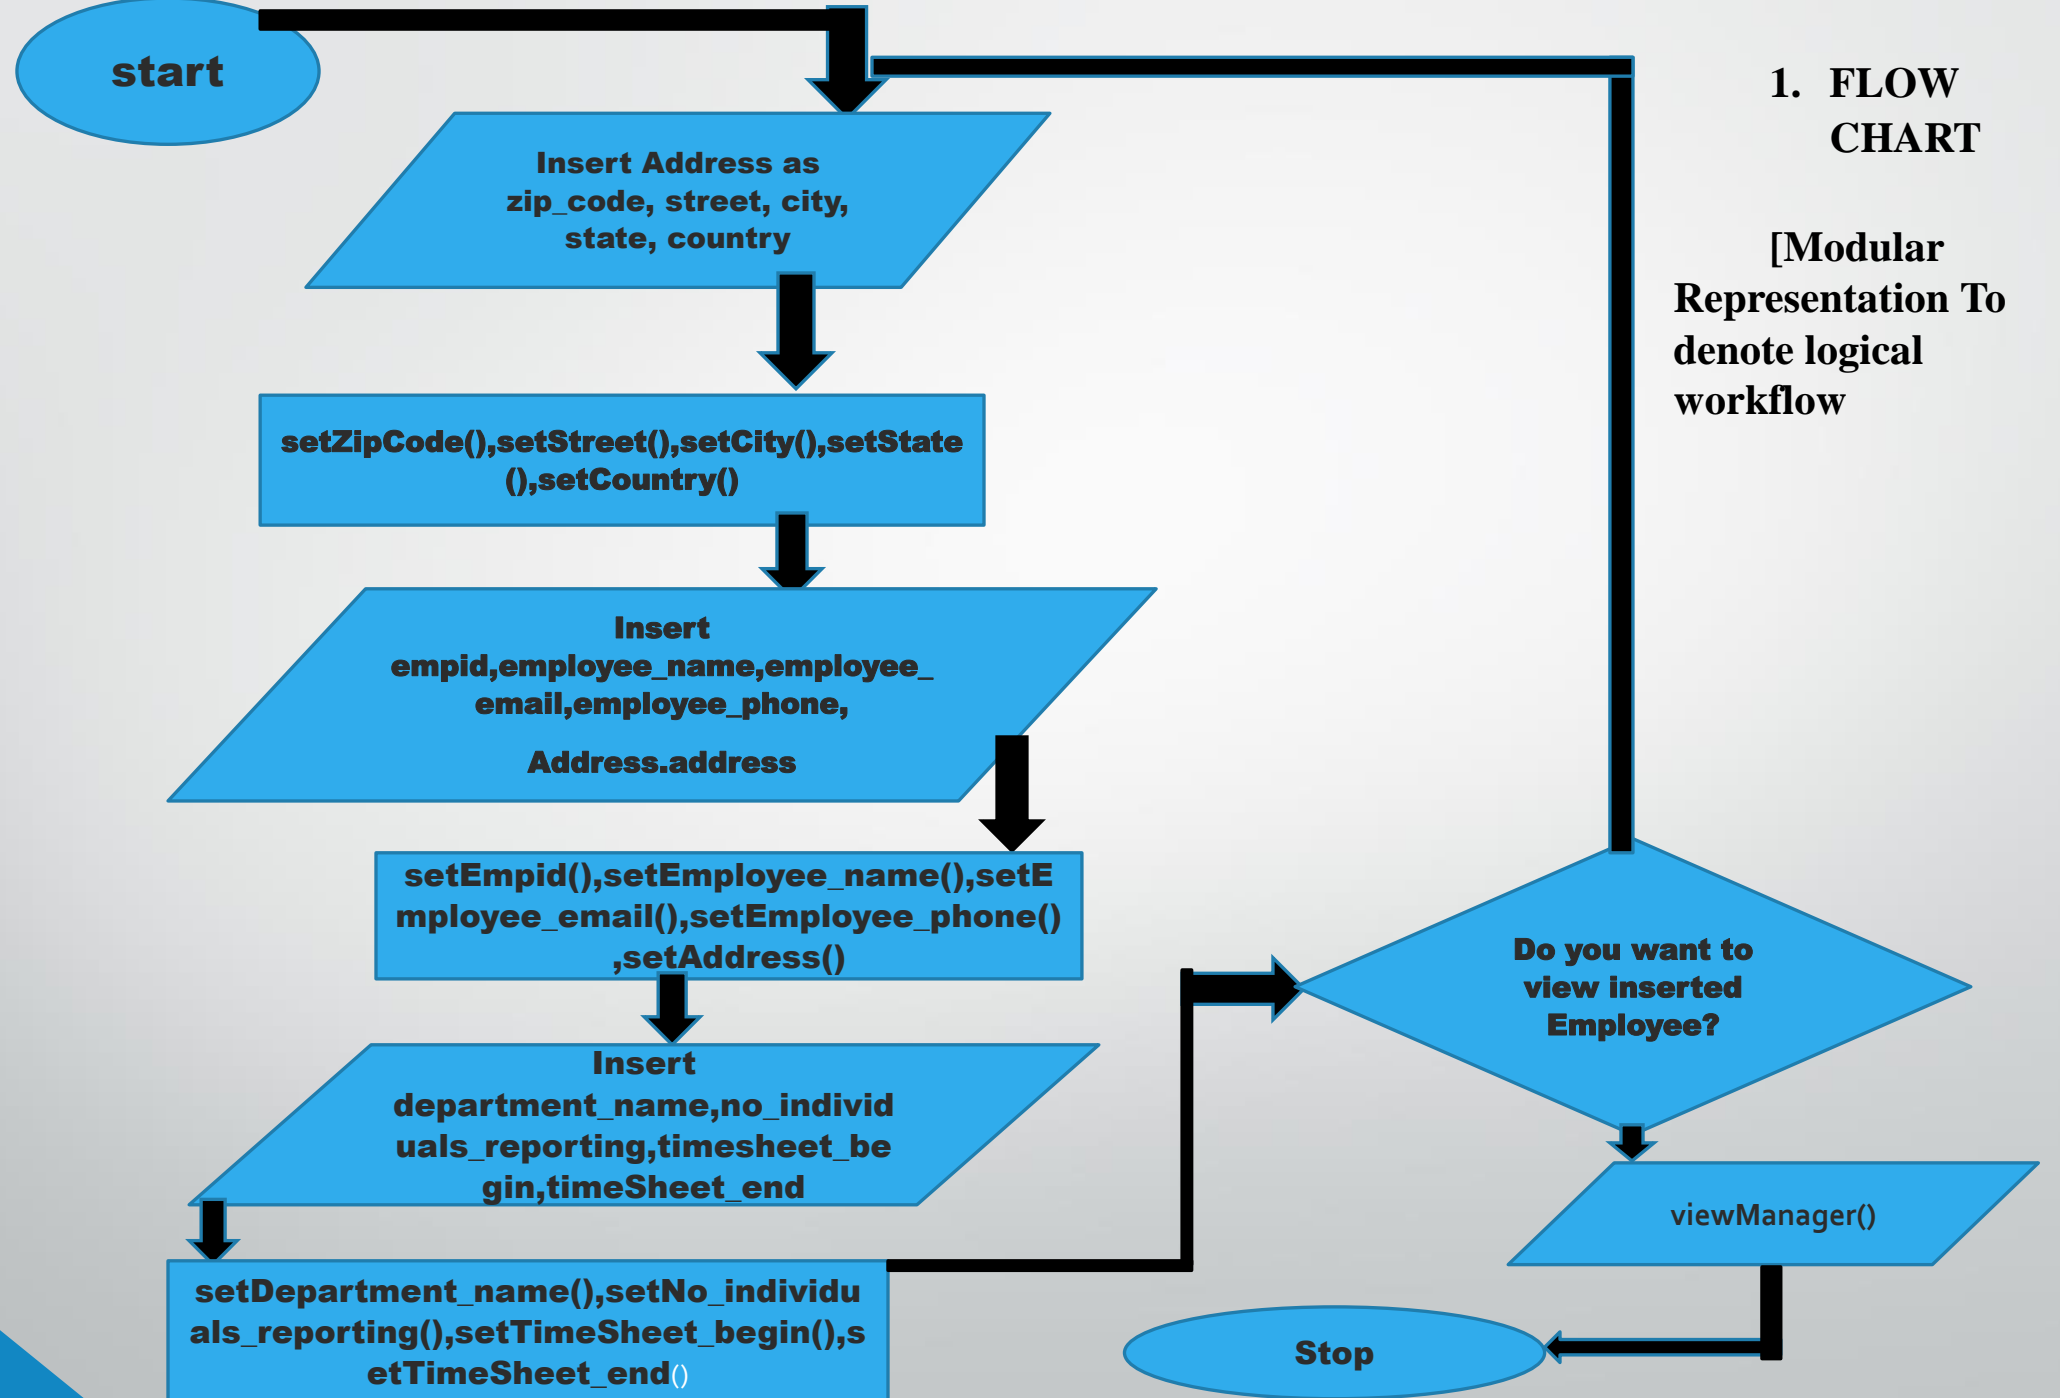 start
1. FLOW
CHART
[Modular
Representation To
denote logical
workflow
Insert Address as
zip_code, street, city,
state, country
setZipCode(),setStreet(),setCity(),setState
(),setCountry()
Insert
empid,employee_name,employee_
email,employee_phone,
Address.address
setEmpid(),setEmployee_name(),setE
mployee_email(),setEmployee_phone()
,setAddress()
Insert
department_name,no_individ
uals_reporting,timesheet_be
gin,timeSheet_end
setDepartment_name(),setNo_individu
als_reporting(),setTimeSheet_begin(),s
etTimeSheet_end()
Do you want to
view inserted
Employee?
viewManager()
Stop